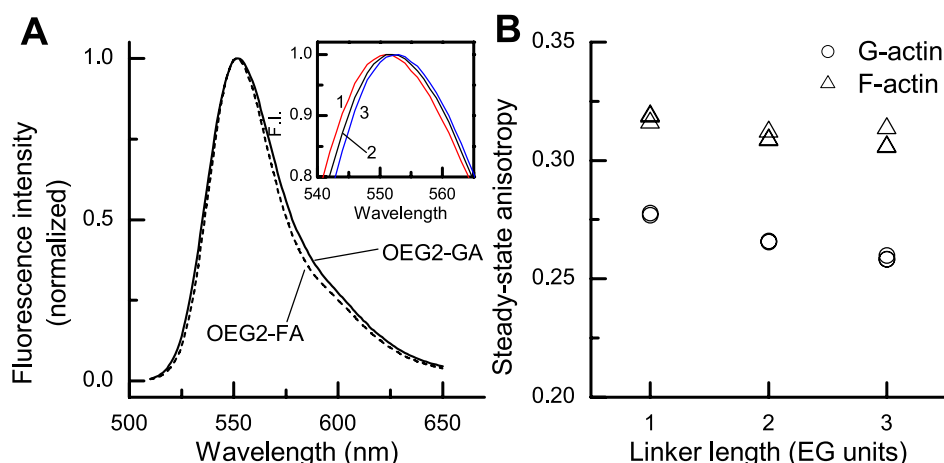 A
Fluorescence intensity
(normalized)
1.0
0.5
0.0
500
550
600
650
Wavelength (nm)
OEG2-GA
OEG2-FA
F.I.
1.0
0.9
0.8
540
550
560
Wavelength
1
3
2
B
Steady-state anisotropy
0.35
0.30
0.25
0.20
1
2
3
Linker length (EG units)
G-actin
F-actin